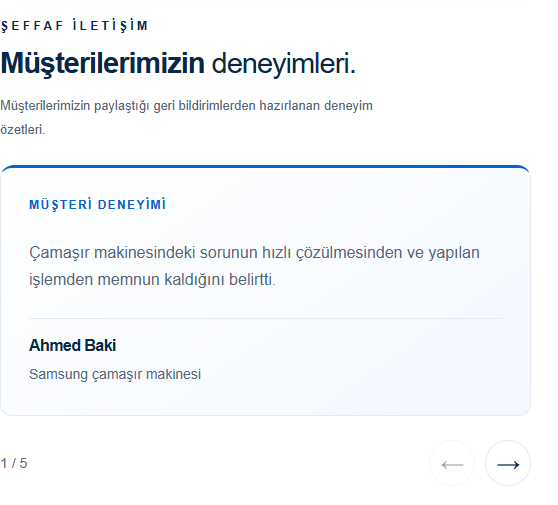 ŞEFFAF İLETİŞİM
Müşterilerimizin deneyimleri.
Müşterilerimizin paylaştığı geri bildirimlerden hazırlanan deneyim
özetleri.
MÜŞTERİ DENEYİMİ
Çamaşır makinesindeki sorunun hızlı çözülmesinden ve yapılan
işlemden memnun kaldığını belirtti.
Ahmed Baki
Samsung çamaşır makinesi
1 / 5